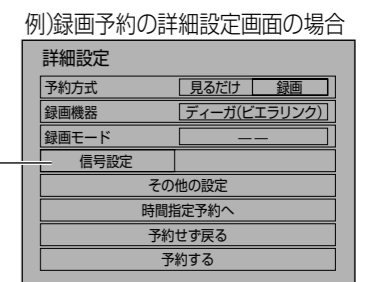 例)録画予約の詳細設定画面の場合
詳細設定
予約方式 見るだけ 録画
録画機器 ディーガ(ビエラリンク)
録画モード ーー
信号設定
その他の設定
時間指定予約へ
予約せず戻る
予約する